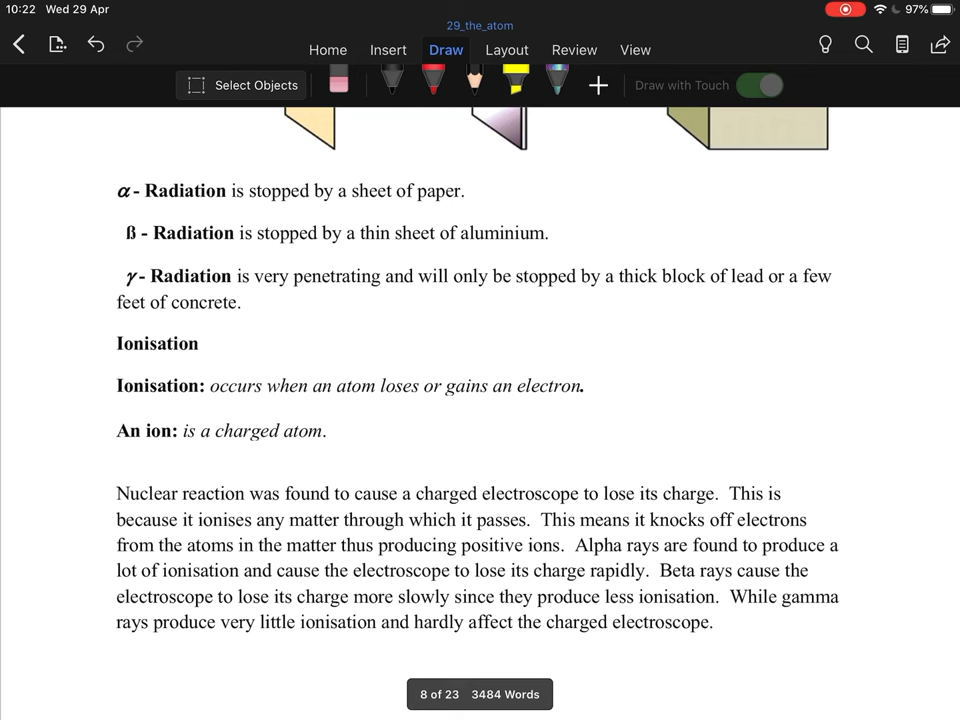 10:22 Wed 29 Apr 97%
29_the_atom
Home Insert Draw Layout Review View
Select Objects Draw with Touch
α - Radiation is stopped by a sheet of paper.
ß - Radiation is stopped by a thin sheet of aluminium.
γ - Radiation is very penetrating and will only be stopped by a thick block of lead or a few
feet of concrete.
Ionisation
Ionisation: occurs when an atom loses or gains an electron.
An ion: is a charged atom.
Nuclear reaction was found to cause a charged electroscope to lose its charge. This is
because it ionises any matter through which it passes. This means it knocks off electrons
from the atoms in the matter thus producing positive ions. Alpha rays are found to produce a
lot of ionisation and cause the electroscope to lose its charge rapidly. Beta rays cause the
electroscope to lose its charge more slowly since they produce less ionisation. While gamma
rays produce very little ionisation and hardly affect the charged electroscope.
8 of 23 3484 Words